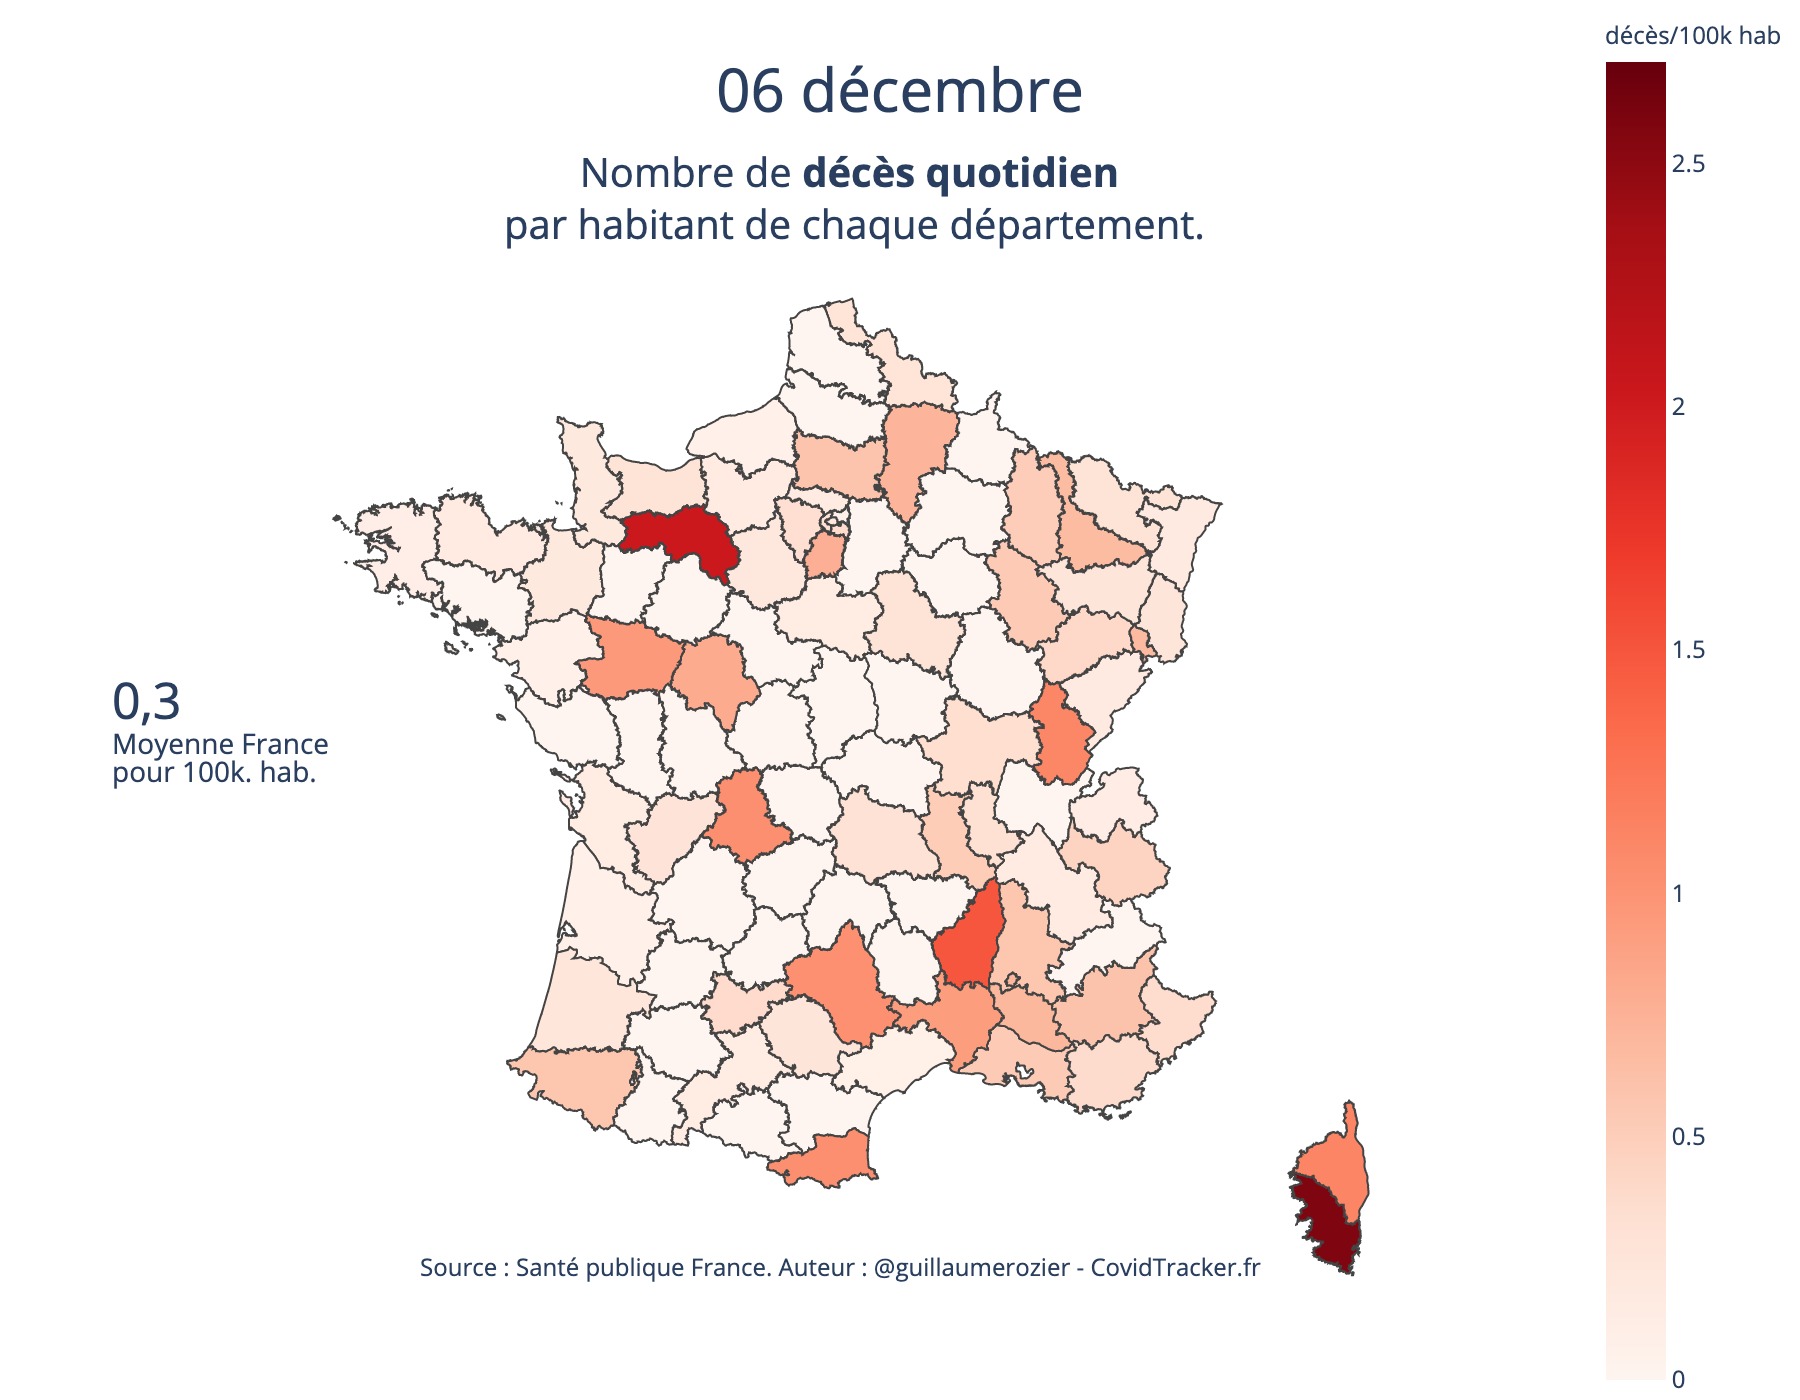 décès/100k hab
06 décembre
Nombre de décès quotidien
par habitant de chaque département.
2.5
2
1.5
1
0.5
0
0,3
Moyenne France
pour 100k. hab.
Source : Santé publique France. Auteur : @guillaumerozier - CovidTracker.fr